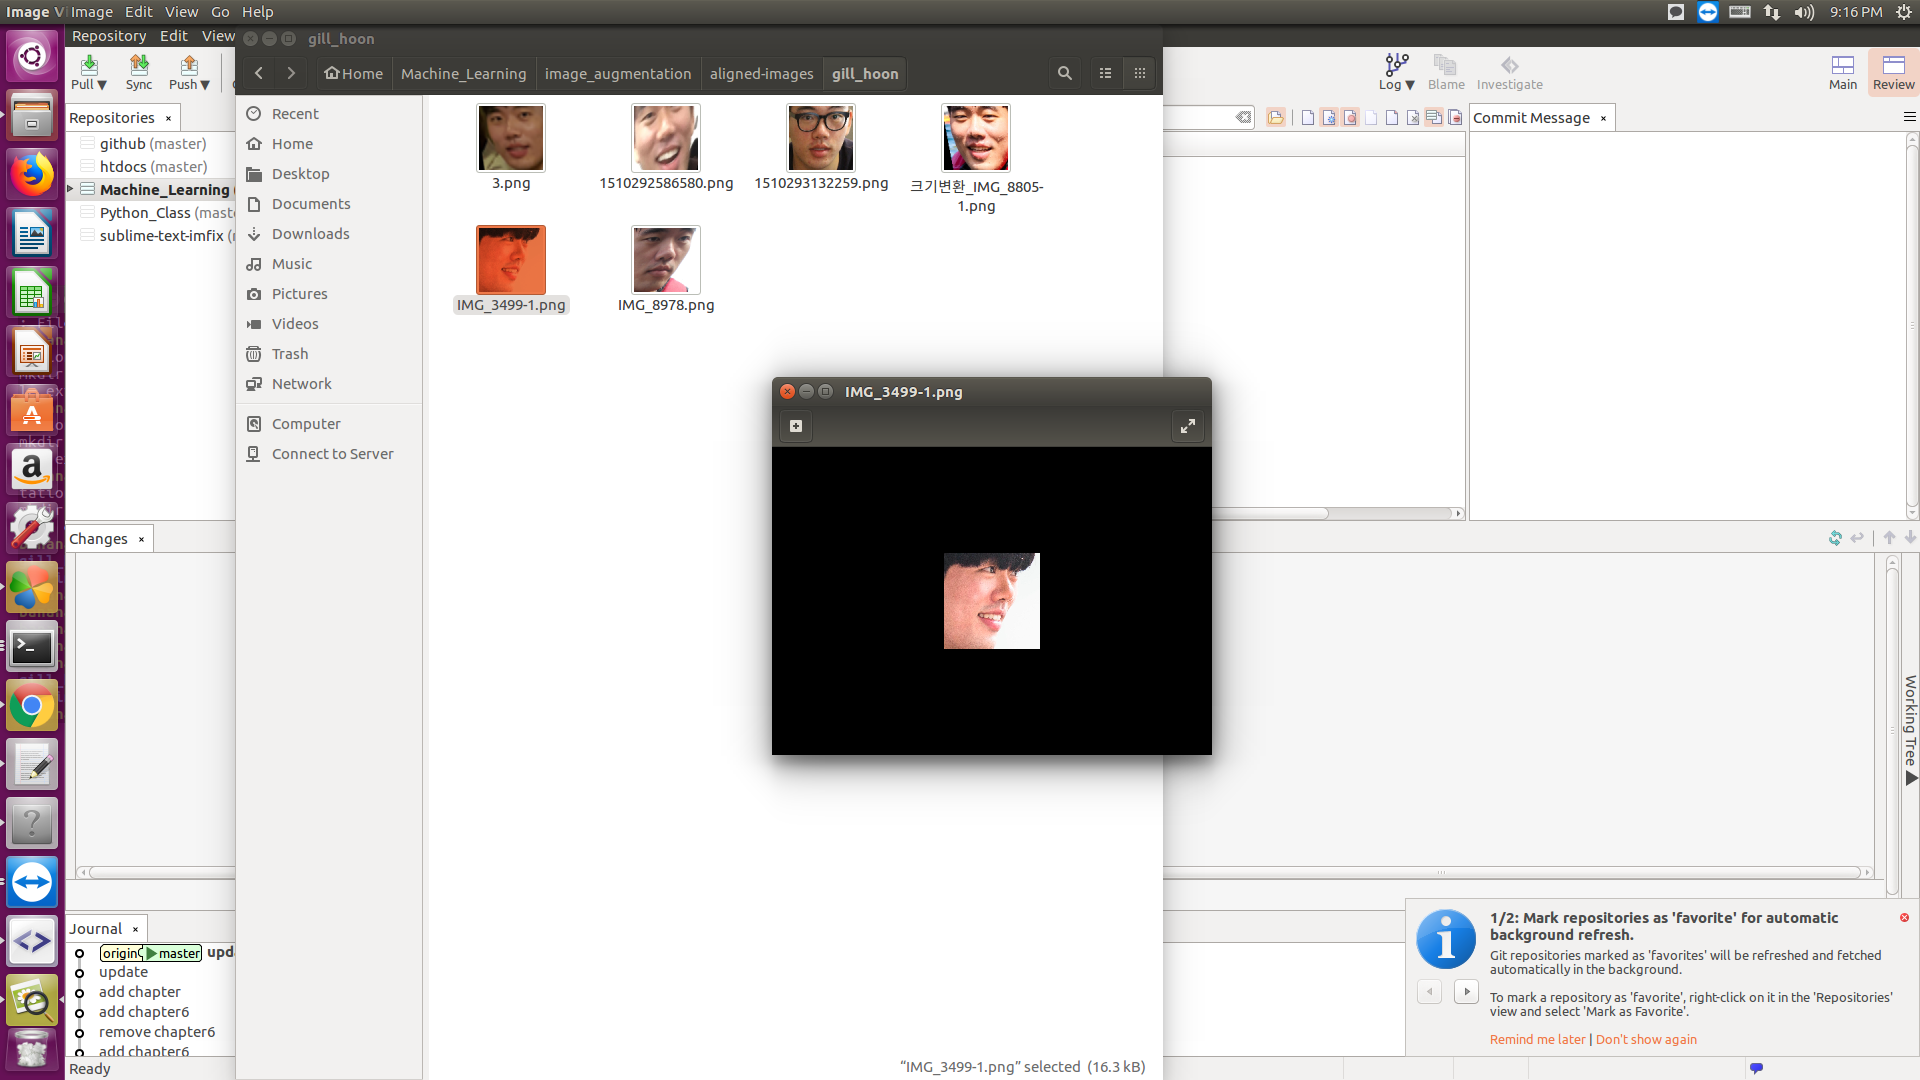 Image Vi Image Edit View Go Help
9:16 PM
Repository Edit View
gill_hoon
Home Machine_Learning image_augmentation aligned-images gill_hoon
Pull Sync Push
Log Blame Investigate
Main Review
Repositories
github (master)
htdocs (master)
Machine_Learning
Python_Class (maste
sublime-text-imfix (
Recent
Home
Desktop
Documents
Downloads
Music
Pictures
Videos
Trash
Network
Computer
Connect to Server
3.png
1510292586580.png
1510293132259.png
크기변환_IMG_8805-
1.png
IMG_3499-1.png
IMG_8978.png
Commit Message
IMG_3499-1.png
Changes
Working Tree
Journal
origin master upda
update
add chapter
add chapter6
remove chapter6
add chapter6
Ready
"IMG_3499-1.png" selected (16.3 kB)
1/2: Mark repositories as 'favorite' for automatic
background refresh.
Git repositories marked as 'favorites' will be refreshed and fetched
automatically in the background.
To mark a repository as 'favorite', right-click on it in the 'Repositories'
view and select 'Mark as Favorite'.
Remind me later | Don't show again